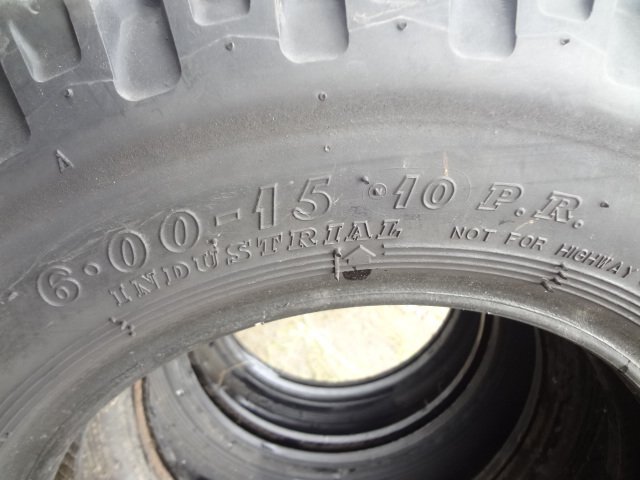 A
6·00-15 ·10 P.R.
INDUSTRIAL
NOT FOR HIGHWAY